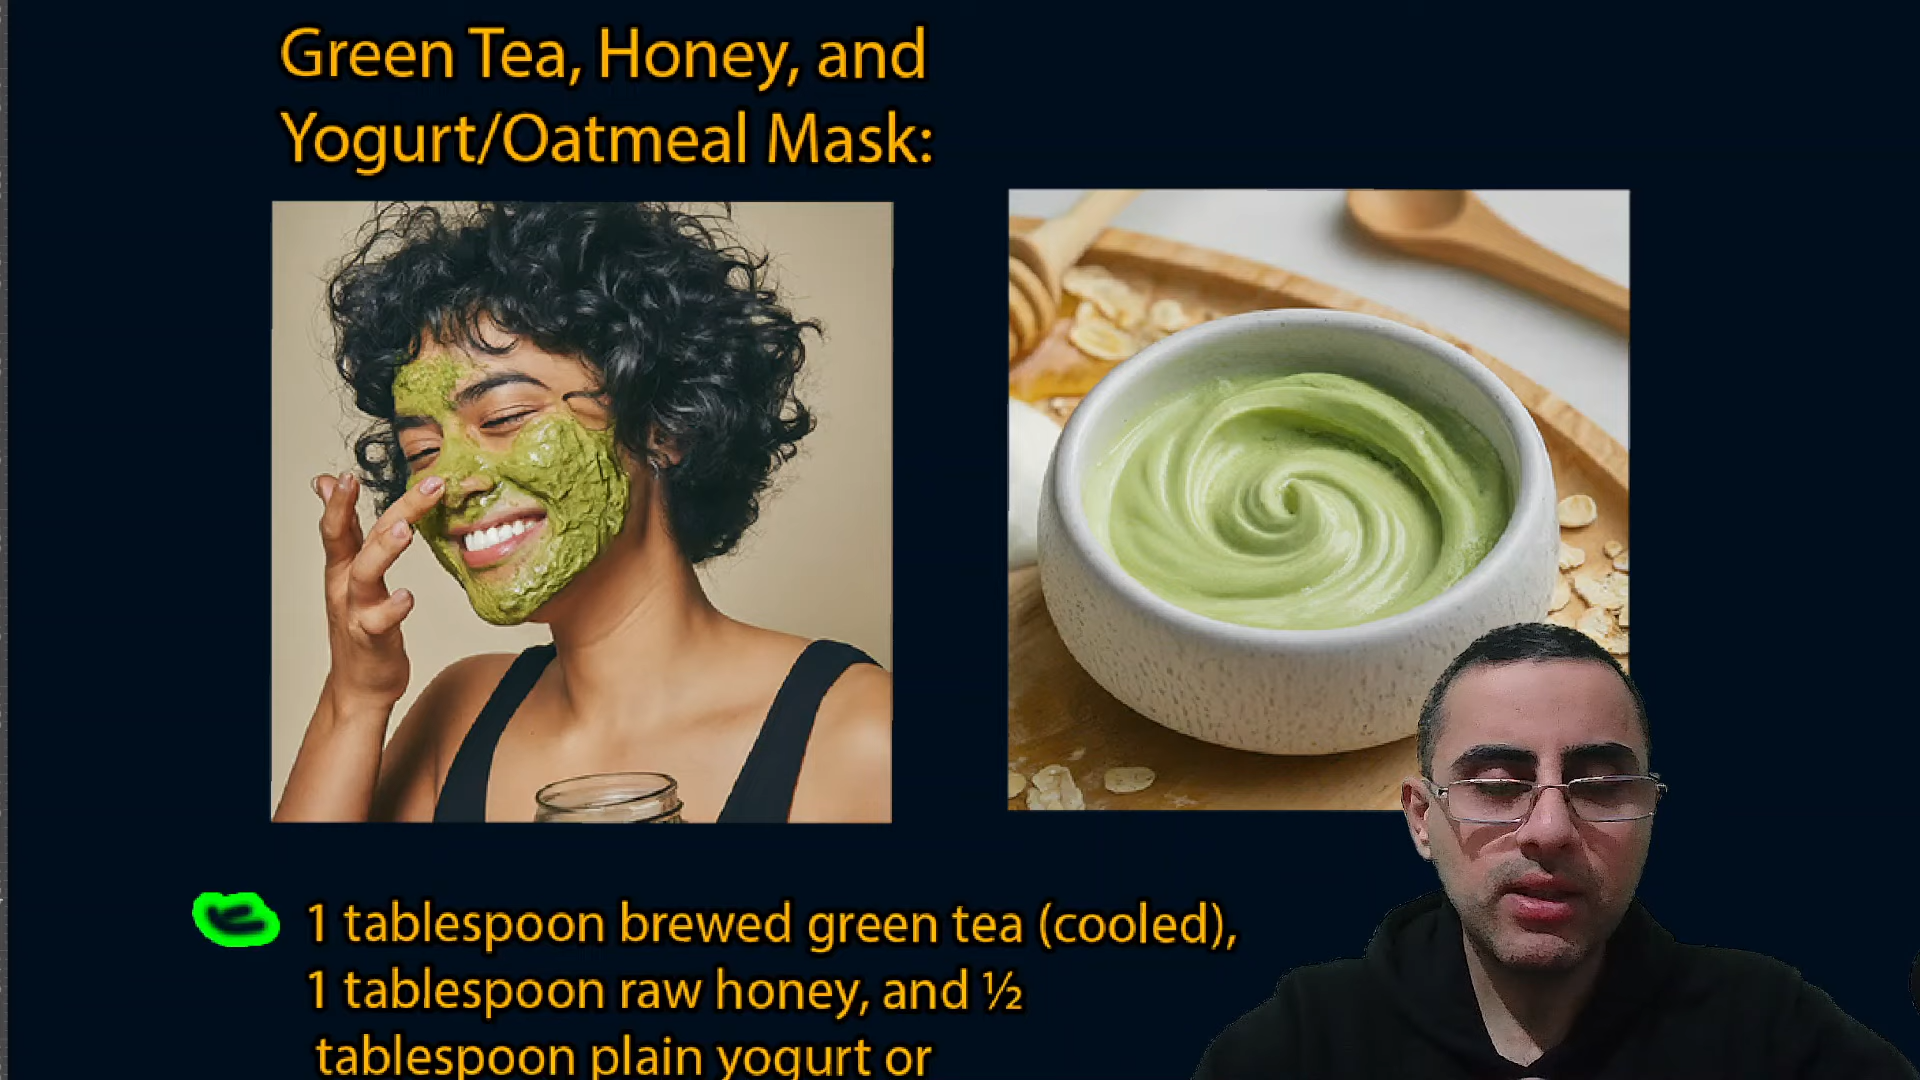 Green Tea, Honey, and
Yogurt/Oatmeal Mask:
1 tablespoon brewed green tea (cooled),
1 tablespoon raw honey, and ½
tablespoon plain yogurt or